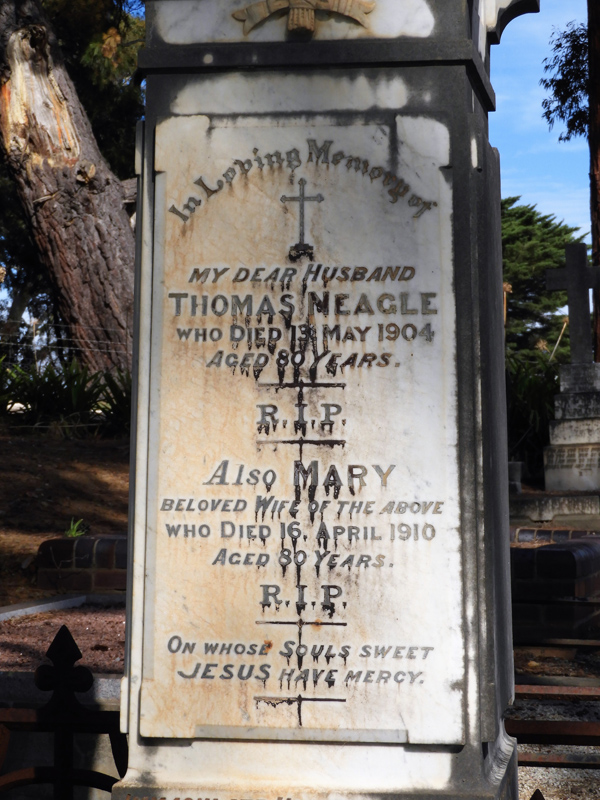 In Loving Memory of
MY DEAR HUSBAND
THOMAS NEAGLE
WHO DIED 13 MAY 1904
AGED 80 YEARS.
R.I.P.
Also MARY
BELOVED WIFE OF THE ABOVE
WHO DIED 16. APRIL 1910
AGED 80 YEARS.
R.I.P.
ON WHOSE SOULS SWEET
JESUS HAVE MERCY.